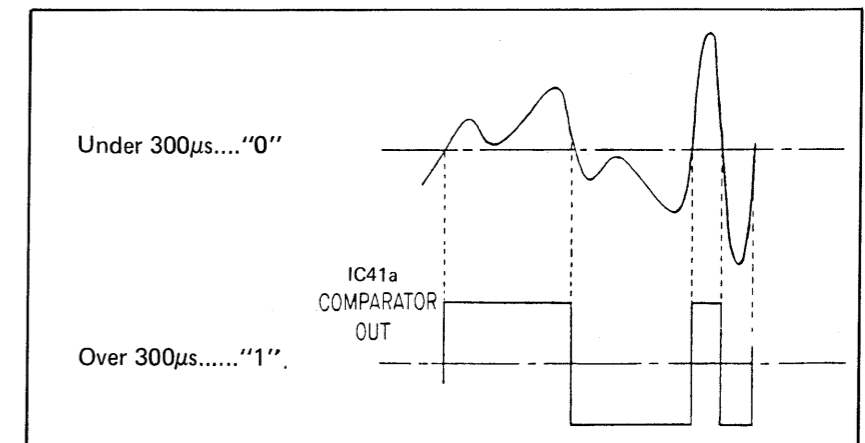 Under 300μs...."0"
IC41a
COMPARATOR
OUT
Over 300μs......"1".